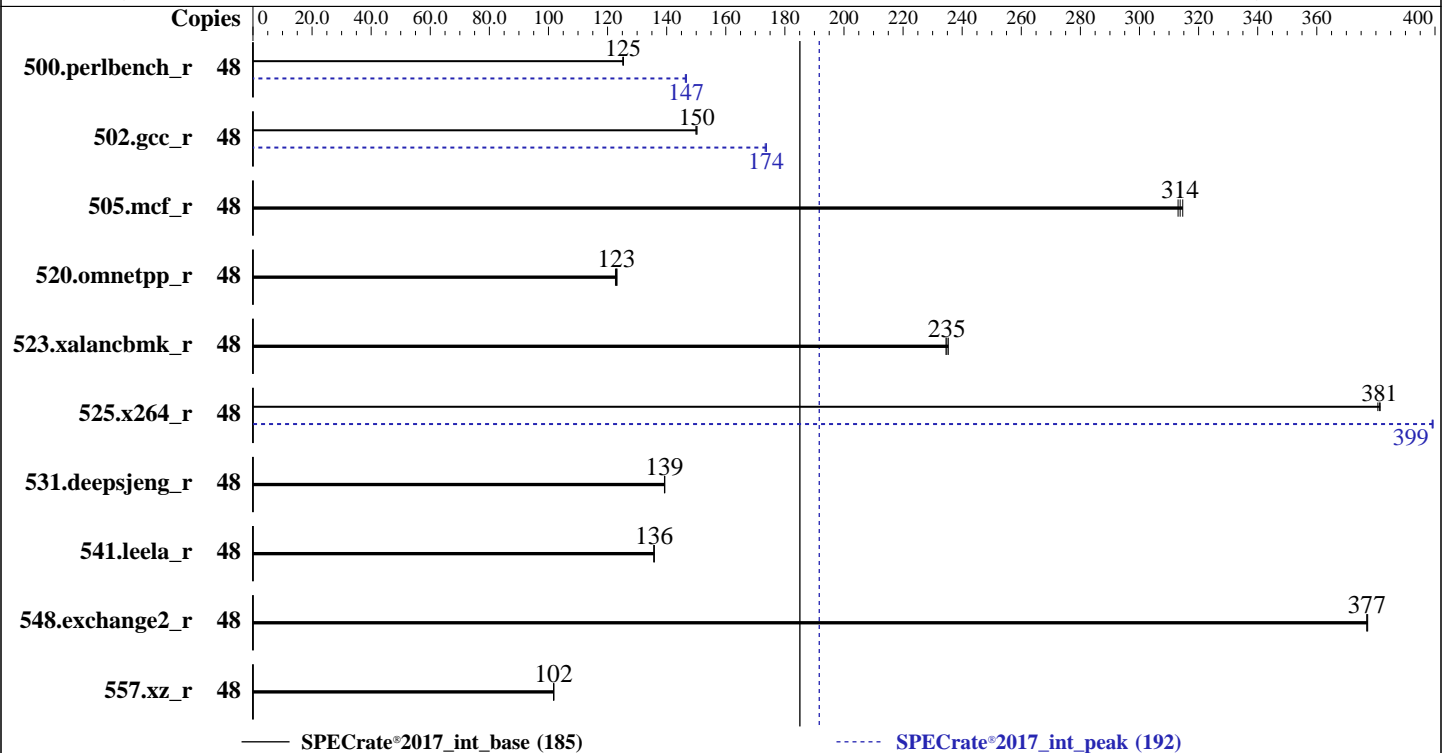 Copies 0 20.0 40.0 60.0 80.0 100 120 140 160 180 200 220 240 260 280 300 320 340 360 400
500.perlbench_r 48 125
147
502.gcc_r 48 150
174
505.mcf_r 48 314
520.omnetpp_r 48 123
523.xalancbmk_r 48 235
525.x264_r 48 381
399
531.deepsjeng_r 48 139
541.leela_r 48 136
548.exchange2_r 48 377
557.xz_r 48 102
SPECrate®2017_int_base (185) SPECrate®2017_int_peak (192)